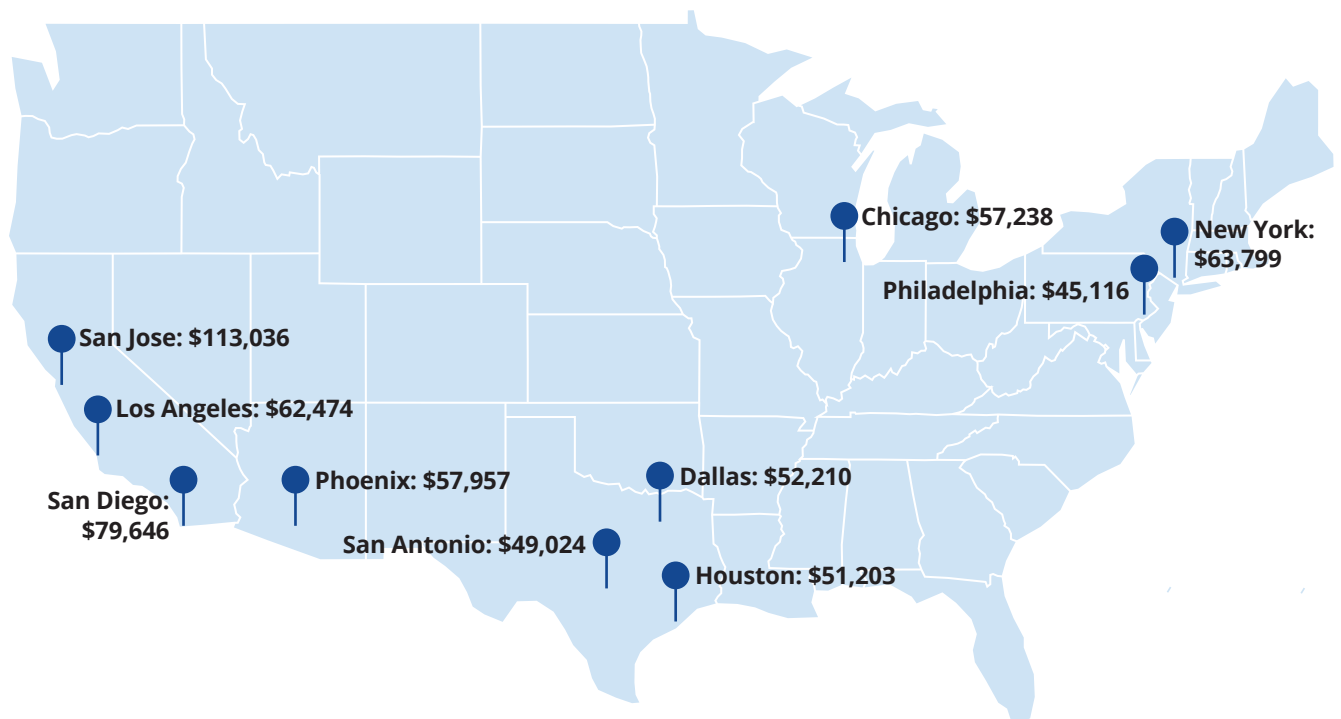 Chicago: $57,238
New York:
$63,799
Philadelphia: $45,116
San Jose: $113,036
Los Angeles: $62,474
Phoenix: $57,957
Dallas: $52,210
San Diego:
$79,646
San Antonio: $49,024
Houston: $51,203